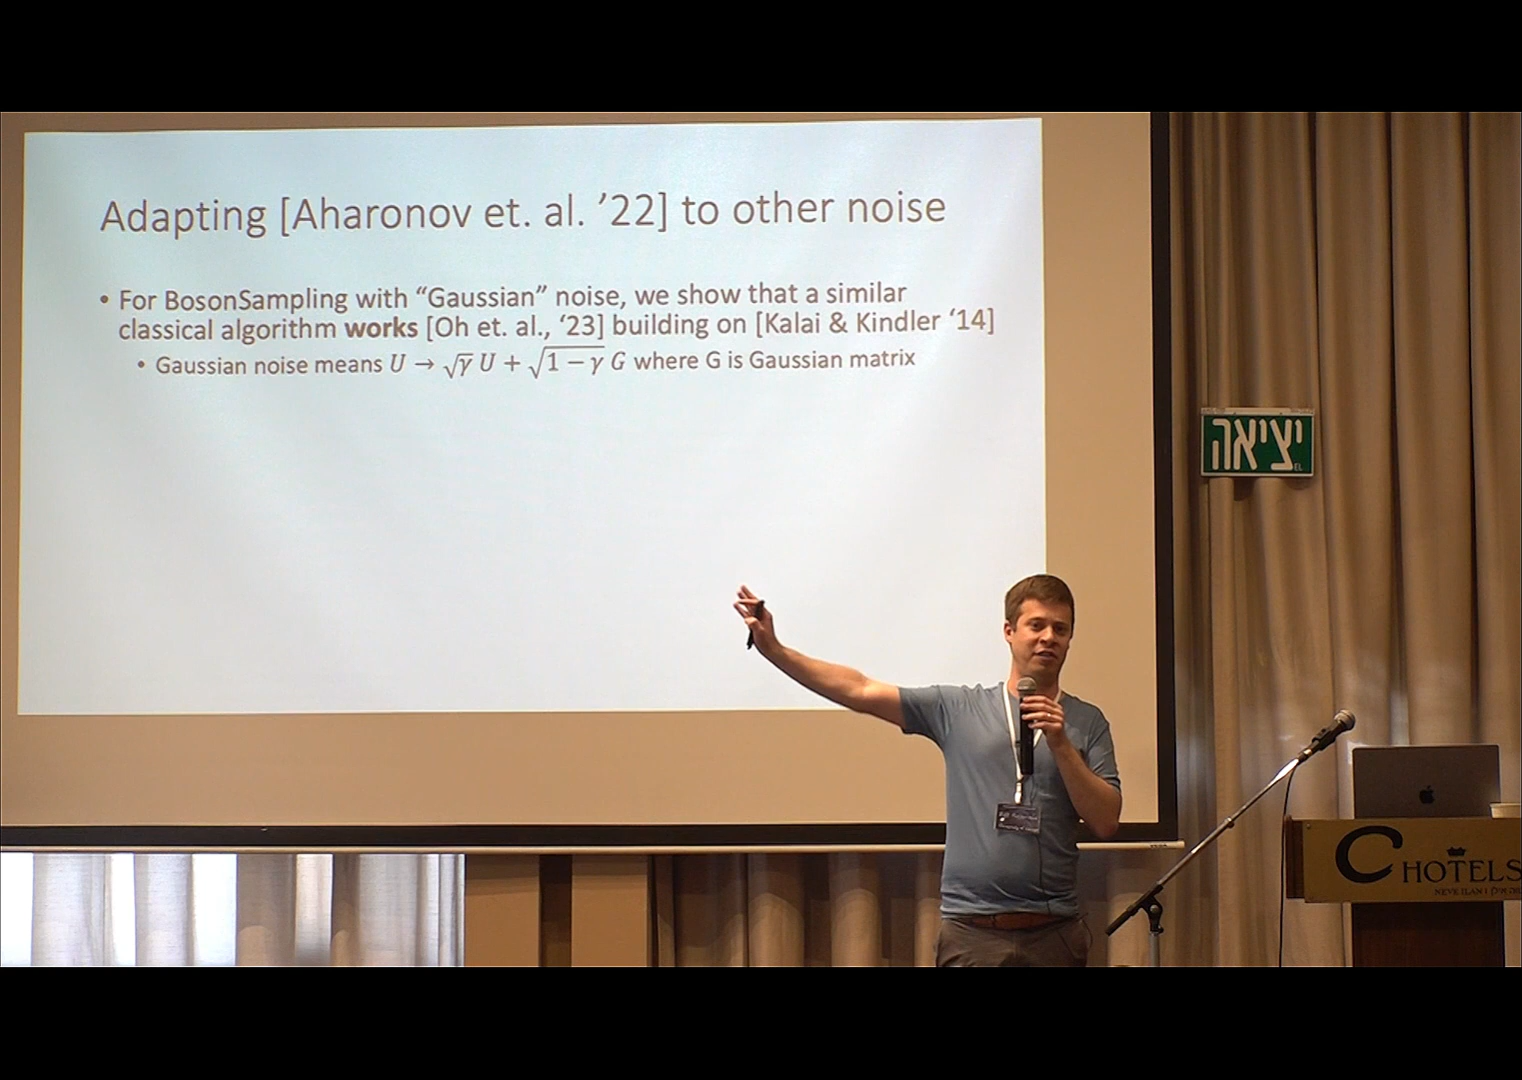 Adapting [Aharonov et. al. ’22] to other noise
• For BosonSampling with “Gaussian” noise, we show that a similar
classical algorithm works [Oh et. al., ‘23] building on [Kalai & Kindler ‘14]
• Gaussian noise means U → √γ U + √1 − γ G where G is Gaussian matrix
יציאה
C HOTELS
NEVE ILAN